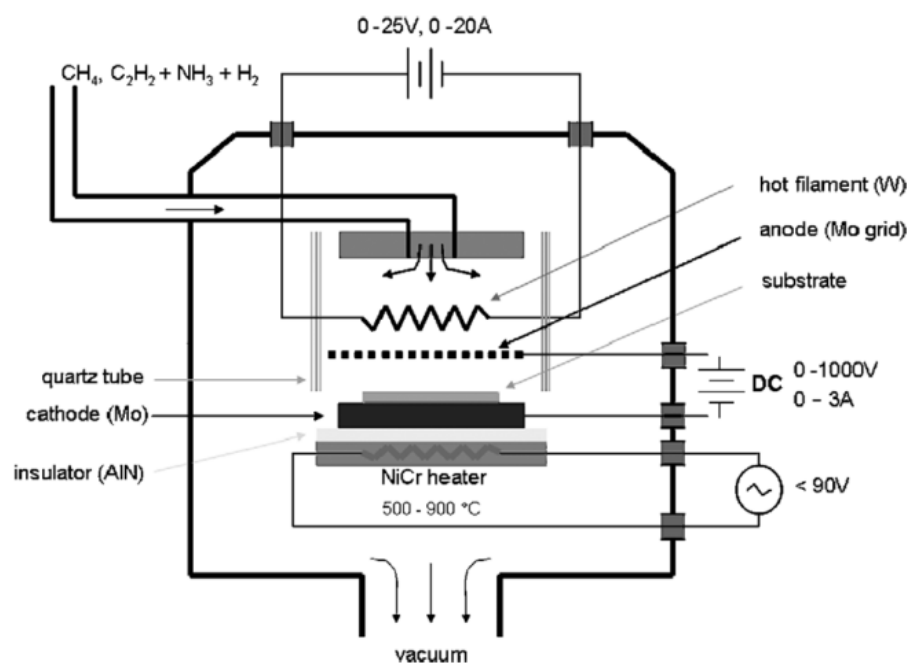 0 -25V, 0 -20A
CH₄, C₂H₂ + NH₃ + H₂
hot filament (W)
anode (Mo grid)
substrate
quartz tube
cathode (Mo)
insulator (AlN)
DC
0 -1000V
0 – 3A
NiCr heater
500 - 900 °C
< 90V
vacuum